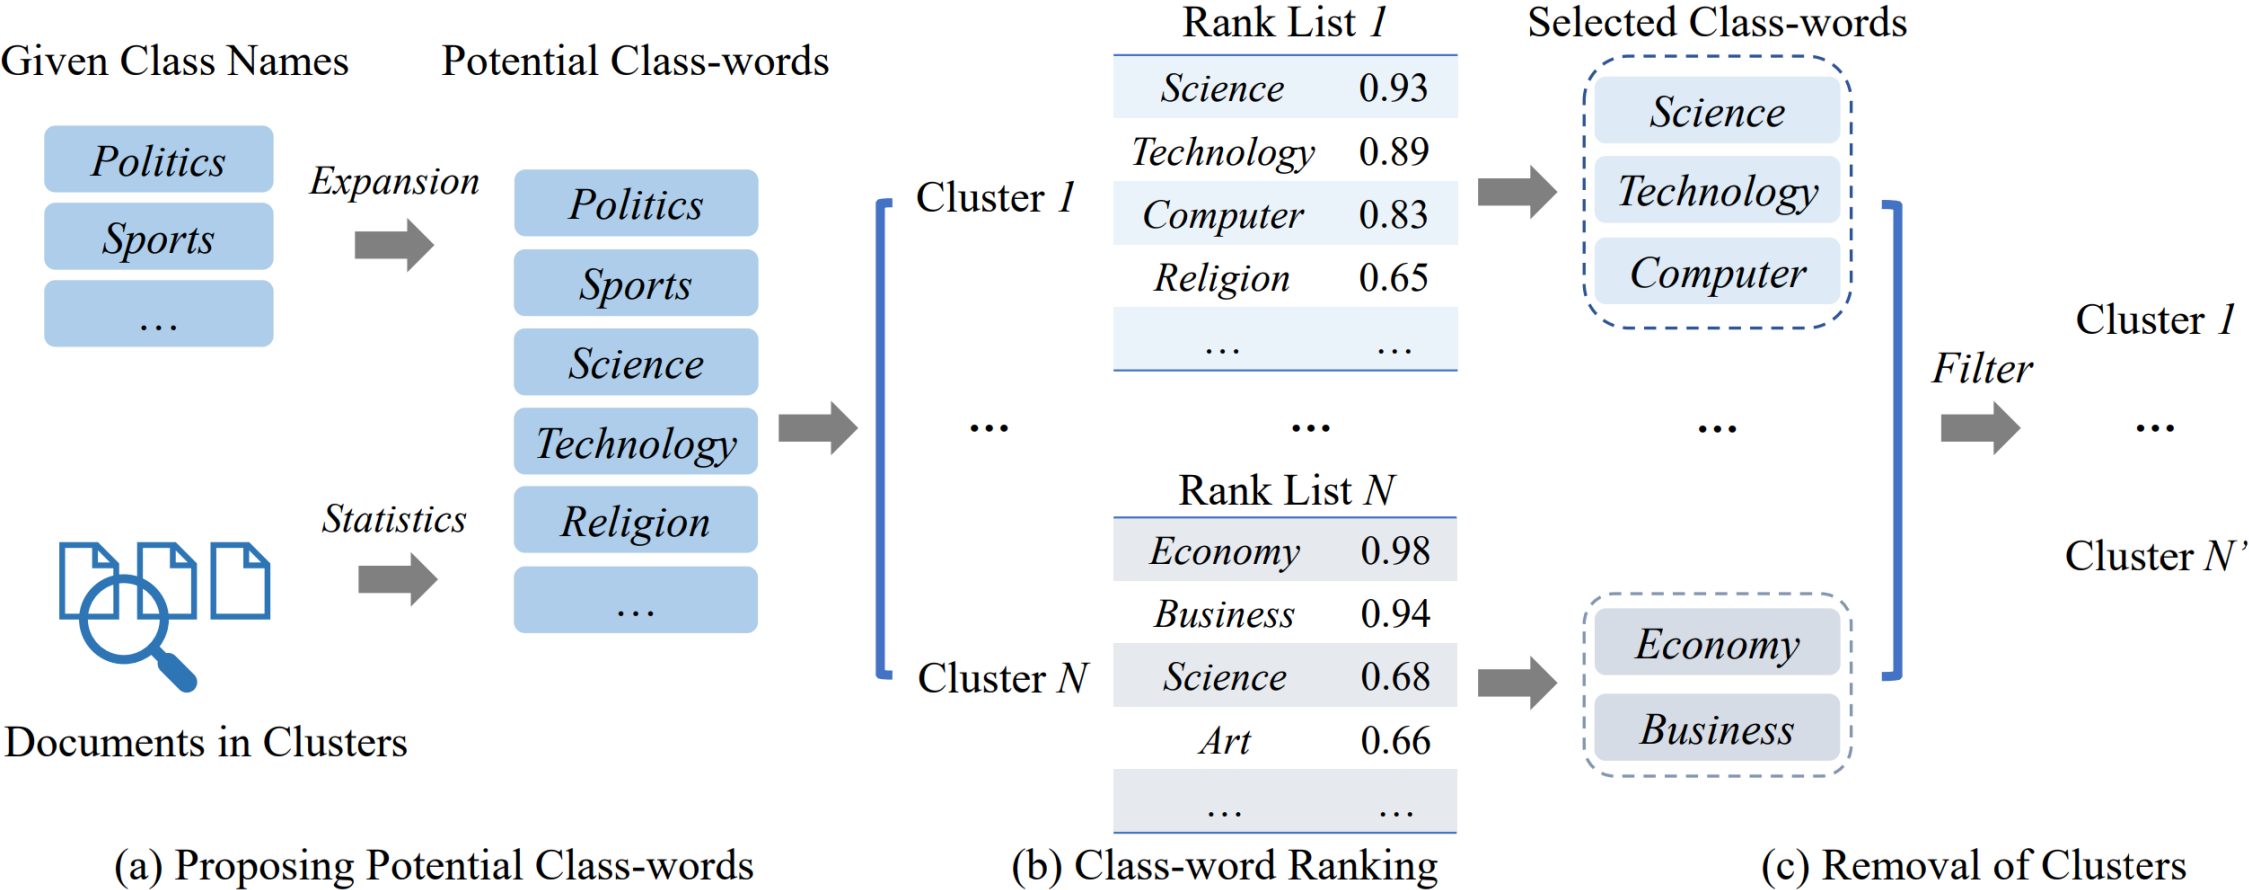 Given Class Names
Politics
Sports
…
Expansion
Documents in Clusters
Statistics
Potential Class-words
Politics
Sports
Science
Technology
Religion
…
(a) Proposing Potential Class-words
Cluster 1
...
Cluster N
Rank List 1
Science 0.93
Technology 0.89
Computer 0.83
Religion 0.65
… …
...
Rank List N
Economy 0.98
Business 0.94
Science 0.68
Art 0.66
… …
(b) Class-word Ranking
Selected Class-words
Science
Technology
Computer
...
Economy
Business
Filter
Cluster 1
...
Cluster N’
(c) Removal of Clusters